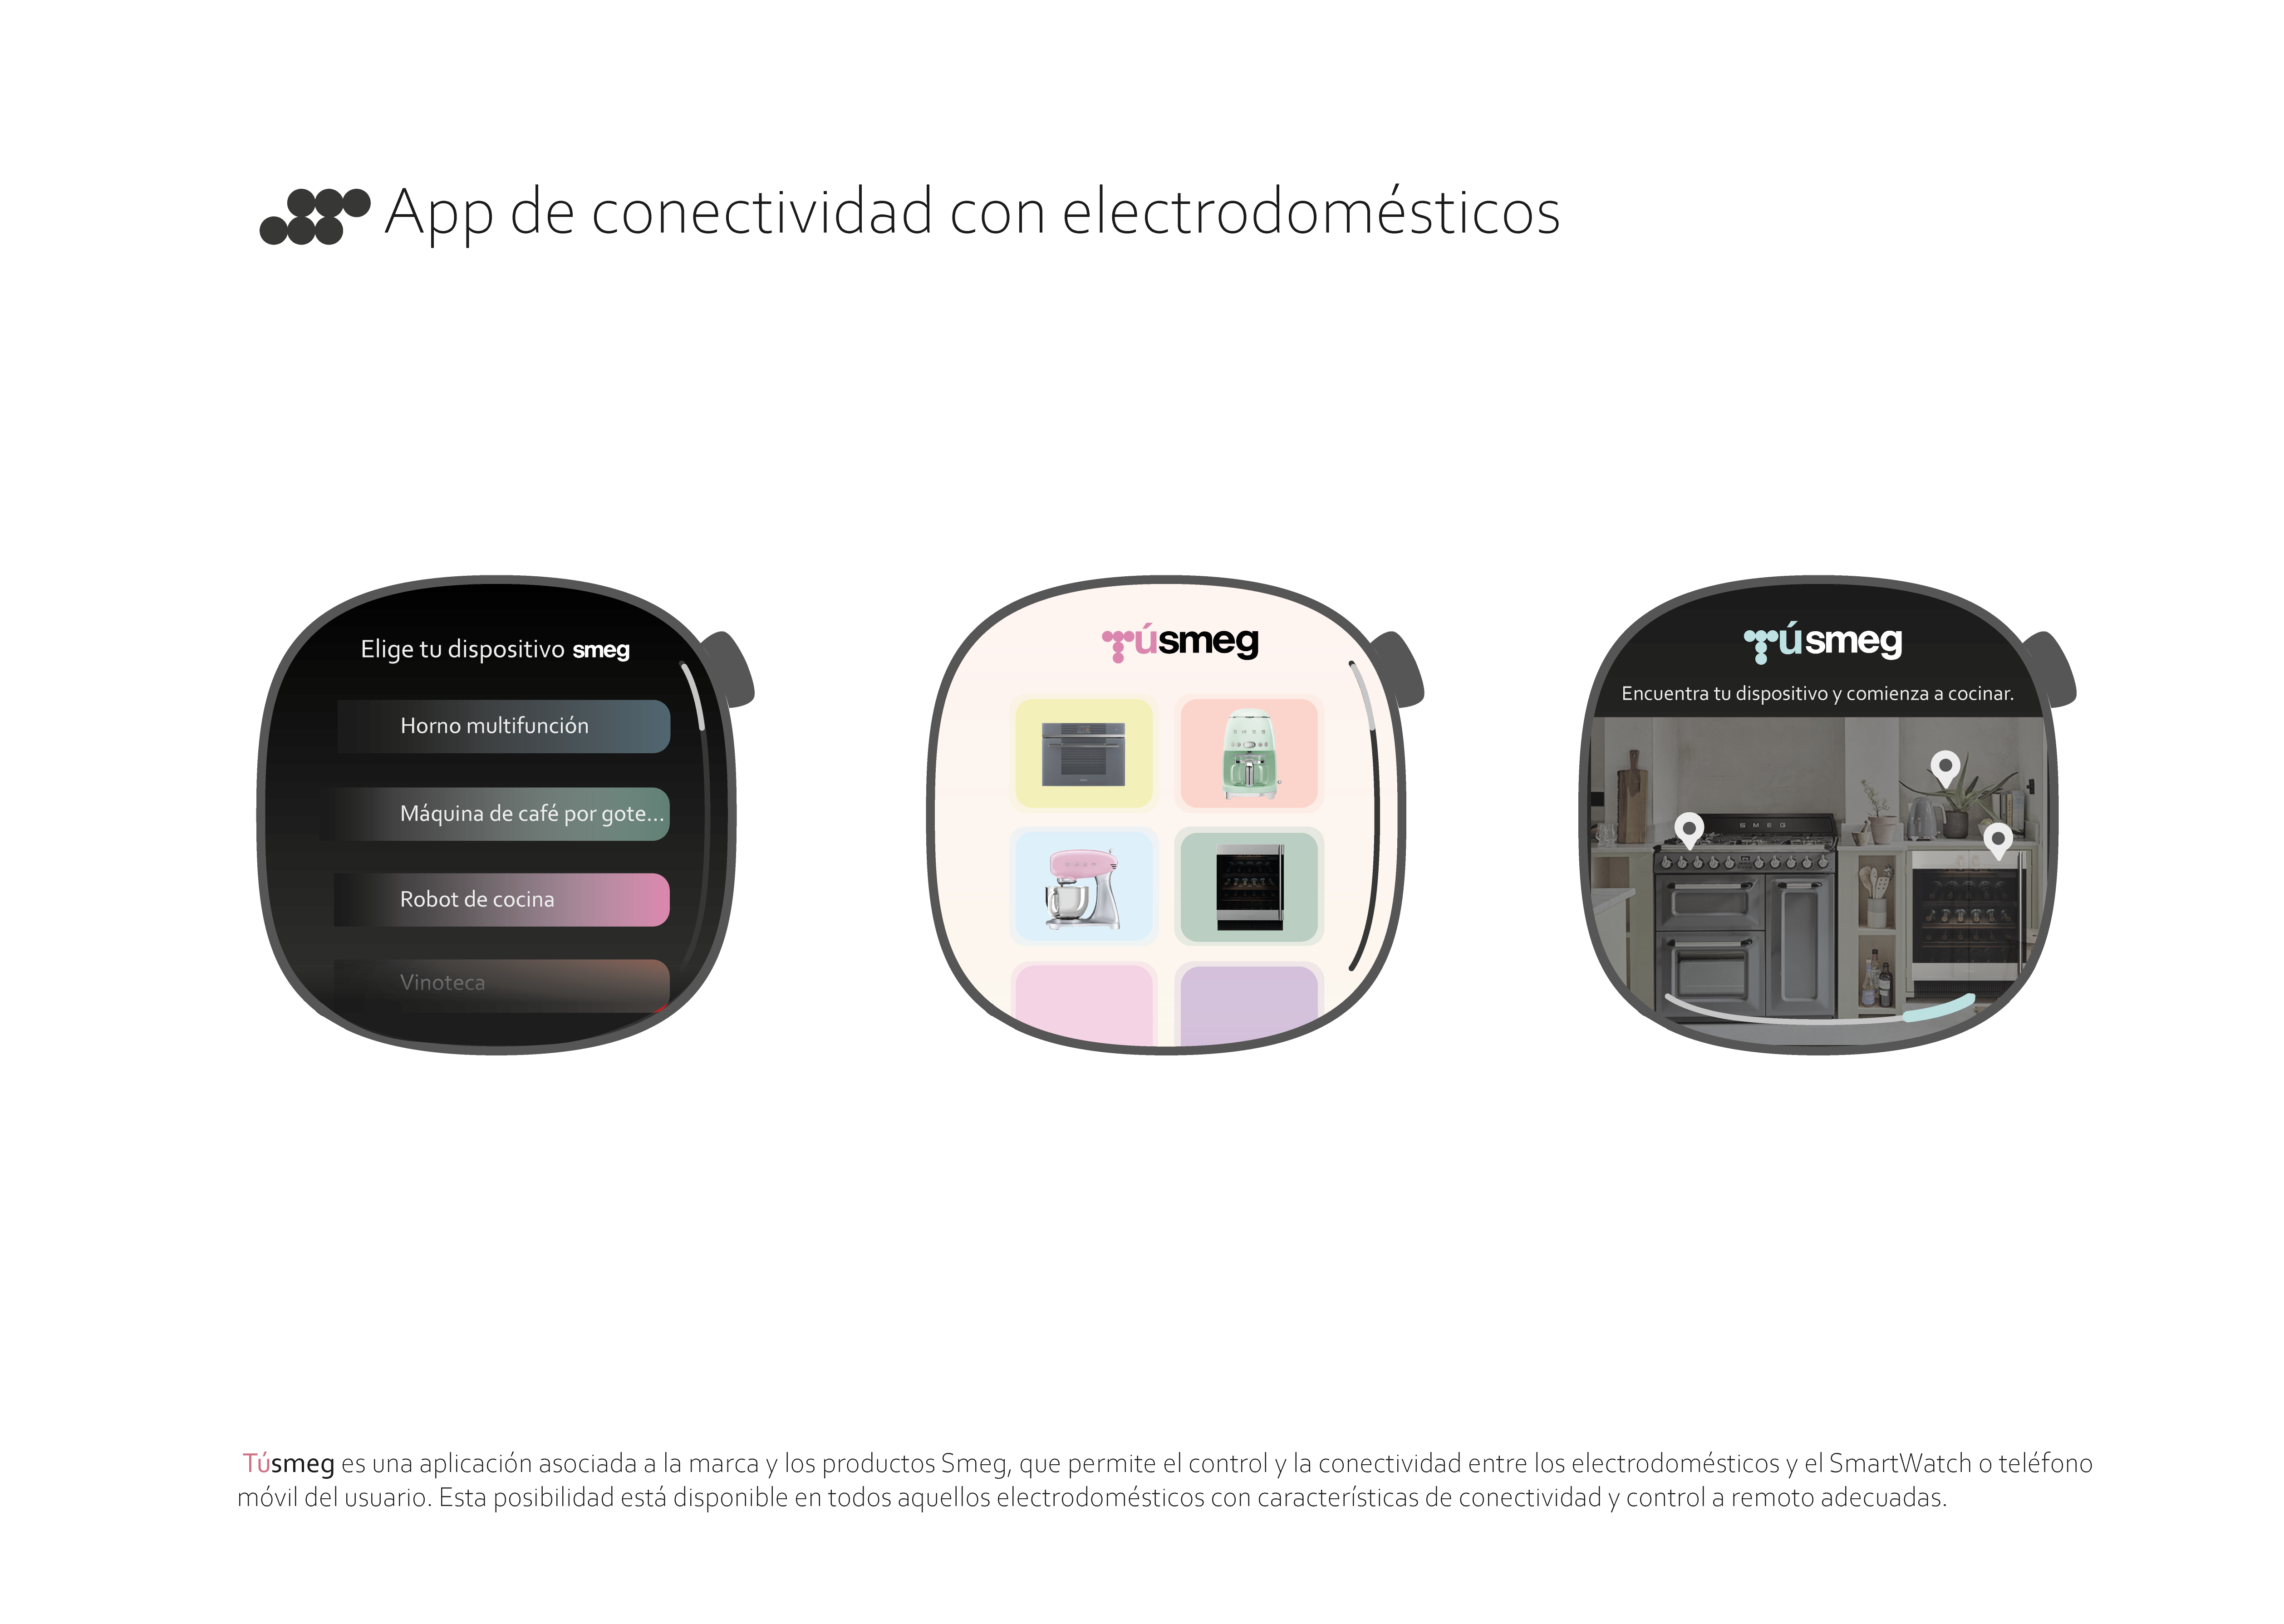 App de conectividad con electrodomésticos
Elige tu dispositivo smeg
Horno multifunción
Máquina de café por gote...
Robot de cocina
Vinoteca
Túsmeg
Túsmeg
Encuentra tu dispositivo y comienza a cocinar.
SMEG
Túsmeg es una aplicación asociada a la marca y los productos Smeg, que permite el control y la conectividad entre los electrodomésticos y el SmartWatch o teléfono
móvil del usuario. Esta posibilidad está disponible en todos aquellos electrodomésticos con características de conectividad y control a remoto adecuadas.